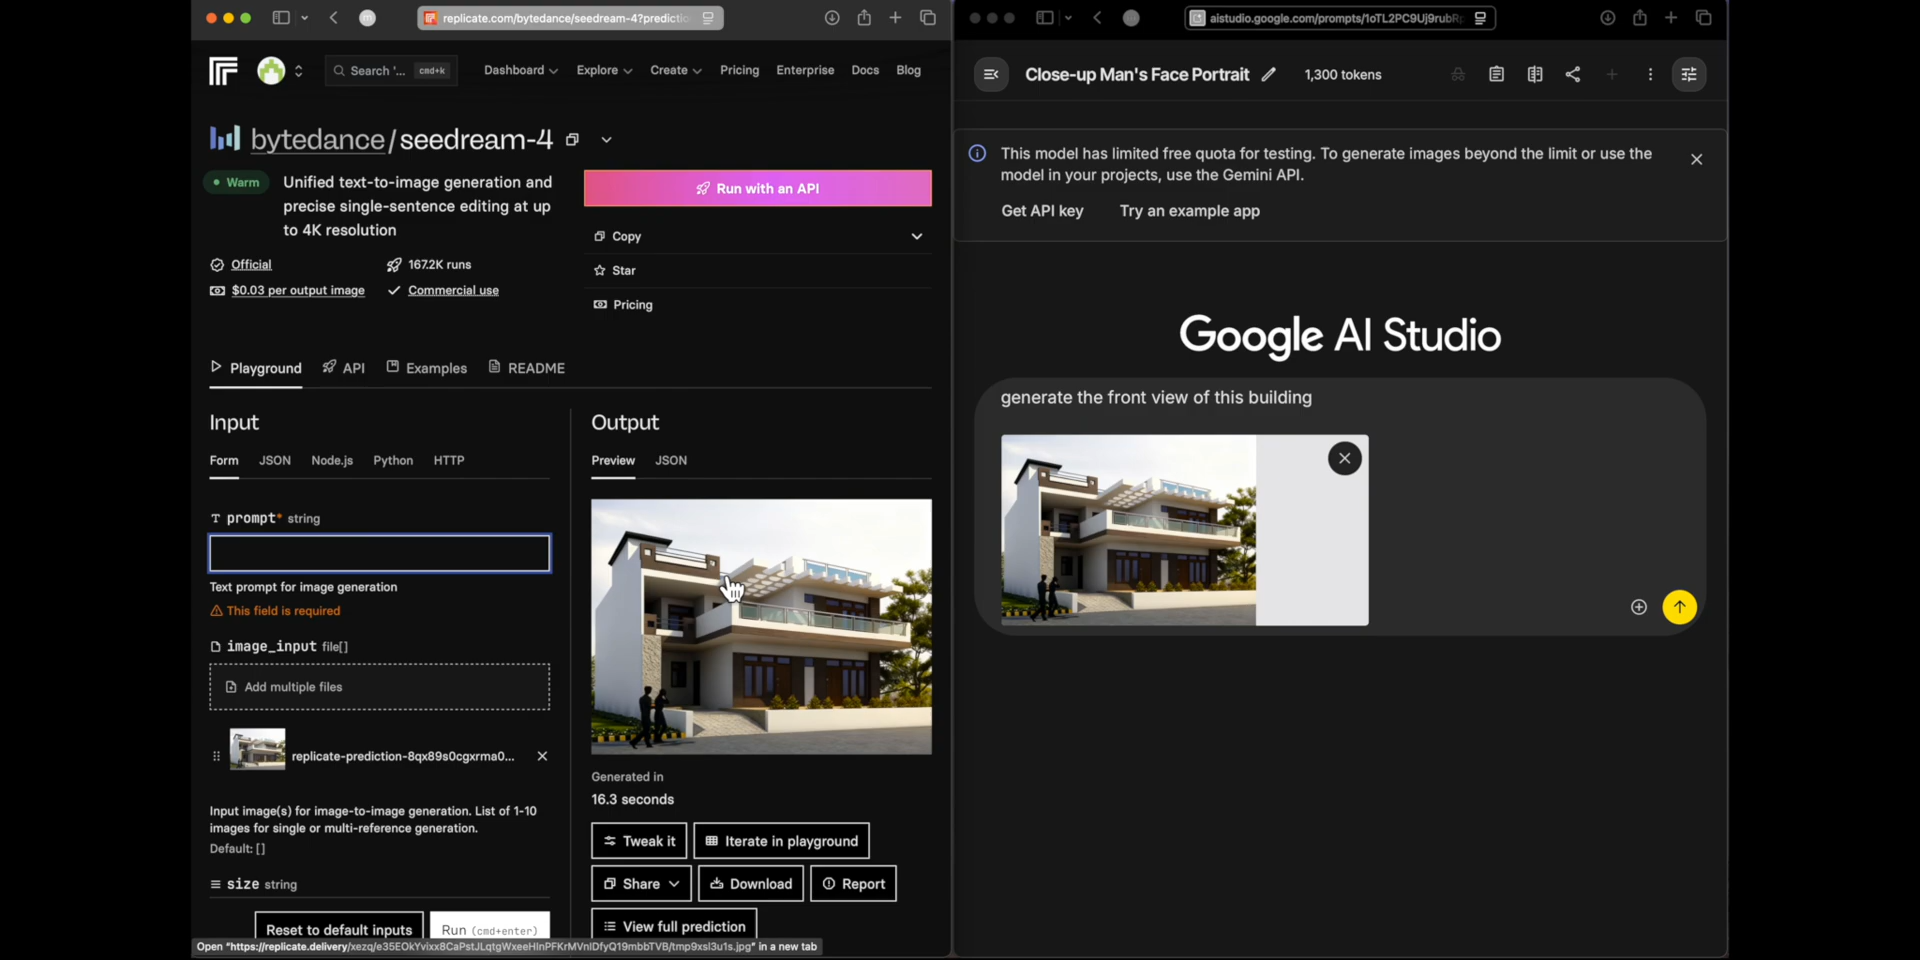 replicate.com/bytedance/seedream-4?predictio
Search '... cmd+k
Dashboard
Explore
Create
Pricing
Enterprise
Docs
Blog
bytedance/seedream-4
Warm
Unified text-to-image generation and
precise single-sentence editing at up
to 4K resolution
Official
167.2K runs
$0.03 per output image
Commercial use
Run with an API
Copy
Star
Pricing
Playground
API
Examples
README
Input
Form
JSON
Node.js
Python
HTTP
T prompt* string
Text prompt for image generation
This field is required
image_input file[]
Add multiple files
replicate-prediction-8qx89s0cgxrma0...
Input image(s) for image-to-image generation. List of 1-10
images for single or multi-reference generation.
Default: []
size string
Reset to default inputs
Run (cmd+enter)
Output
Preview
JSON
Generated in
16.3 seconds
Tweak it
Iterate in playground
Share
Download
Report
View full prediction
aistudio.google.com/prompts/1oTL2PC9Uj9rubR
Close-up Man's Face Portrait
1,300 tokens
This model has limited free quota for testing. To generate images beyond the limit or use the
model in your projects, use the Gemini API.
Get API key
Try an example app
Google AI Studio
generate the front view of this building